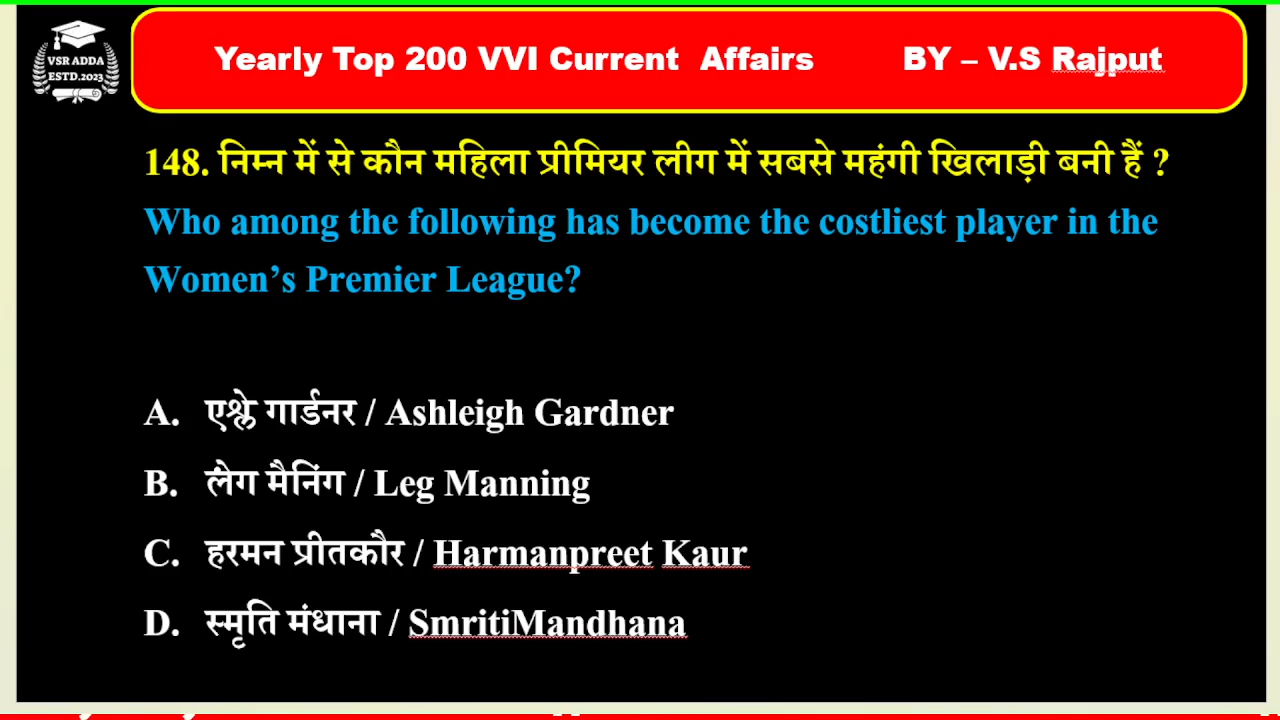 VSR ADDA
ESTD.2023
Yearly Top 200 VVI Current Affairs BY – V.S Rajput
148. निम्न में से कौन महिला प्रीमियर लीग में सबसे महंगी खिलाड़ी बनी हैं ?
Who among the following has become the costliest player in the
Women’s Premier League?
A. एश्ले गार्डनर / Ashleigh Gardner
B. लैग मैनिंग / Leg Manning
C. हरमन प्रीतकौर / Harmanpreet Kaur
D. स्मृति मंधाना / SmritiMandhana